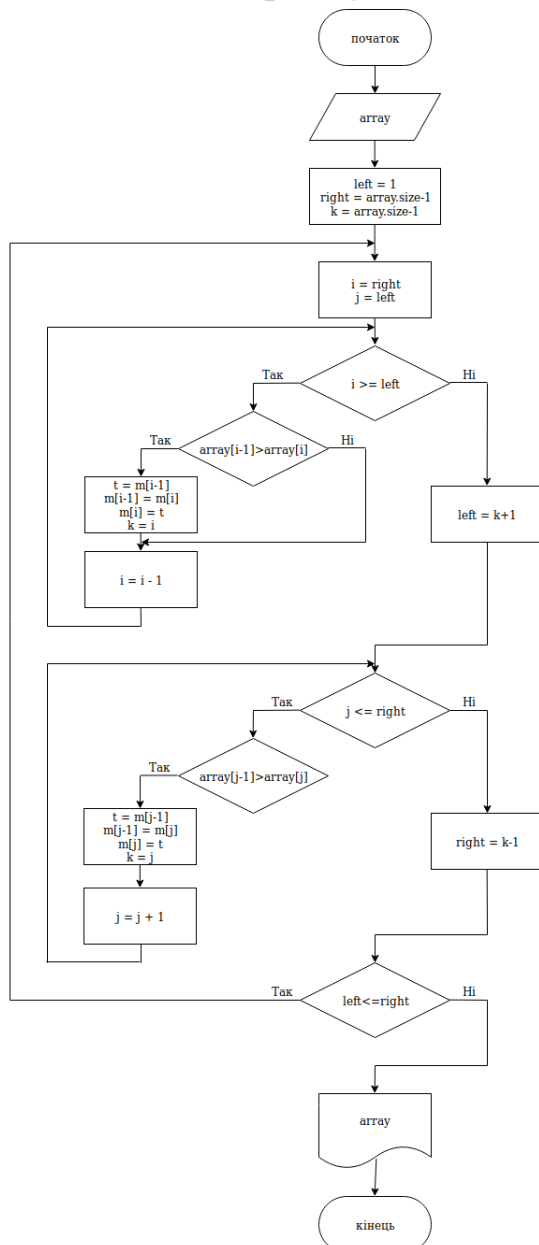 початок
array
left = 1
right = array.size-1
k = array.size-1
i = right
j = left
Так
i >= left
Ні
Так
array[i-1]>array[i]
Ні
t = m[i-1]
m[i-1] = m[i]
m[i] = t
k = i
left = k+1
i = i - 1
Так
j <= right
Ні
Так
array[j-1]>array[j]
t = m[j-1]
m[j-1] = m[j]
m[j] = t
k = j
right = k-1
j = j + 1
Так
left<=right
Ні
array
кінець